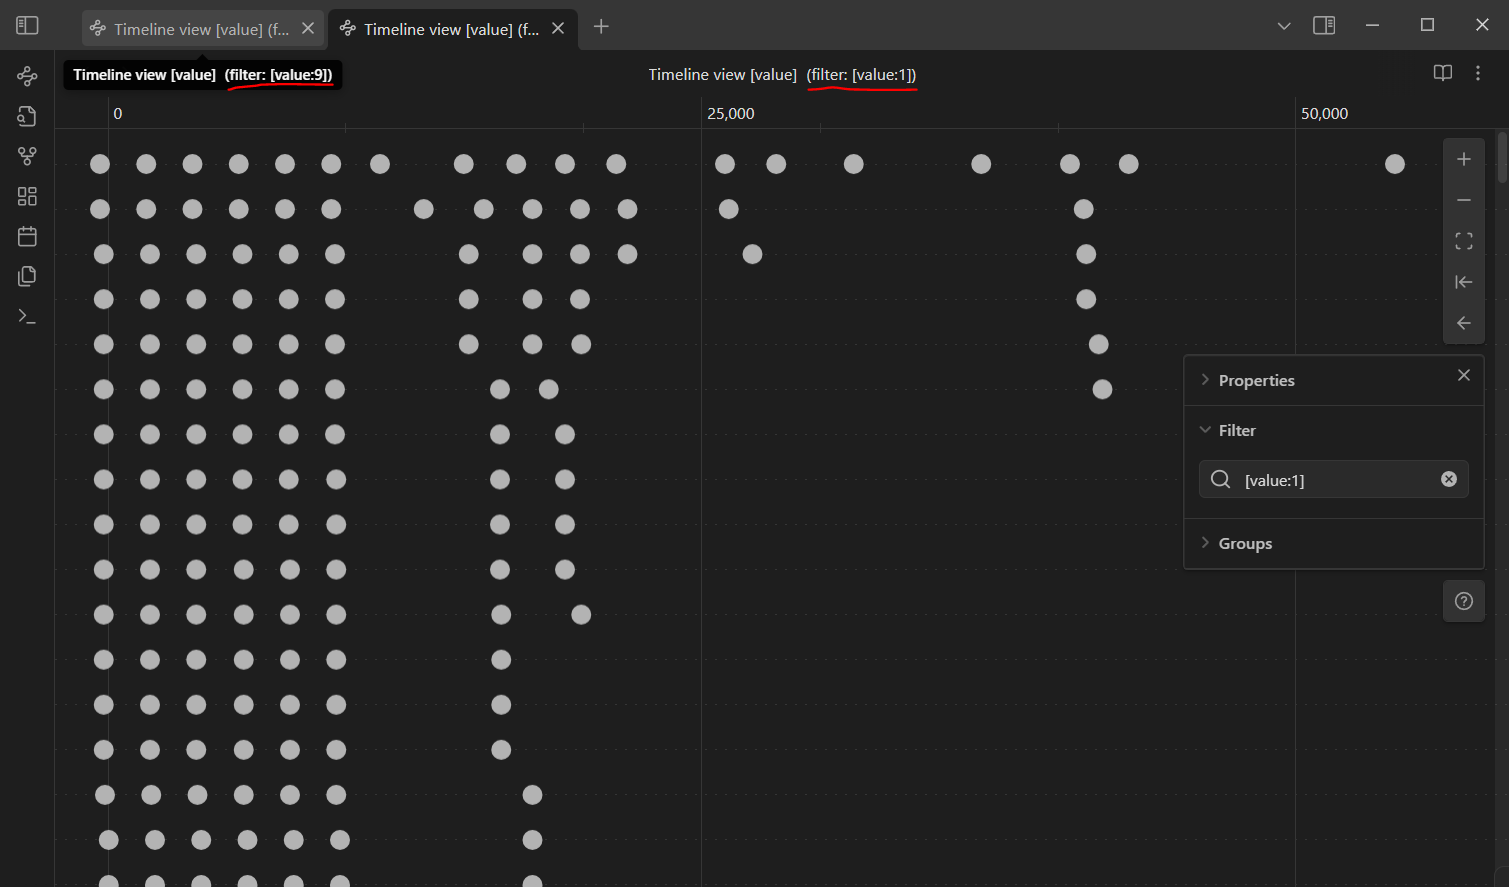 Timeline view [value] (f...
Timeline view [value] (f...
Timeline view [value] (filter: [value:9])
Timeline view [value] (filter: [value:1])
0
25,000
50,000
Properties
Filter
[value:1]
Groups